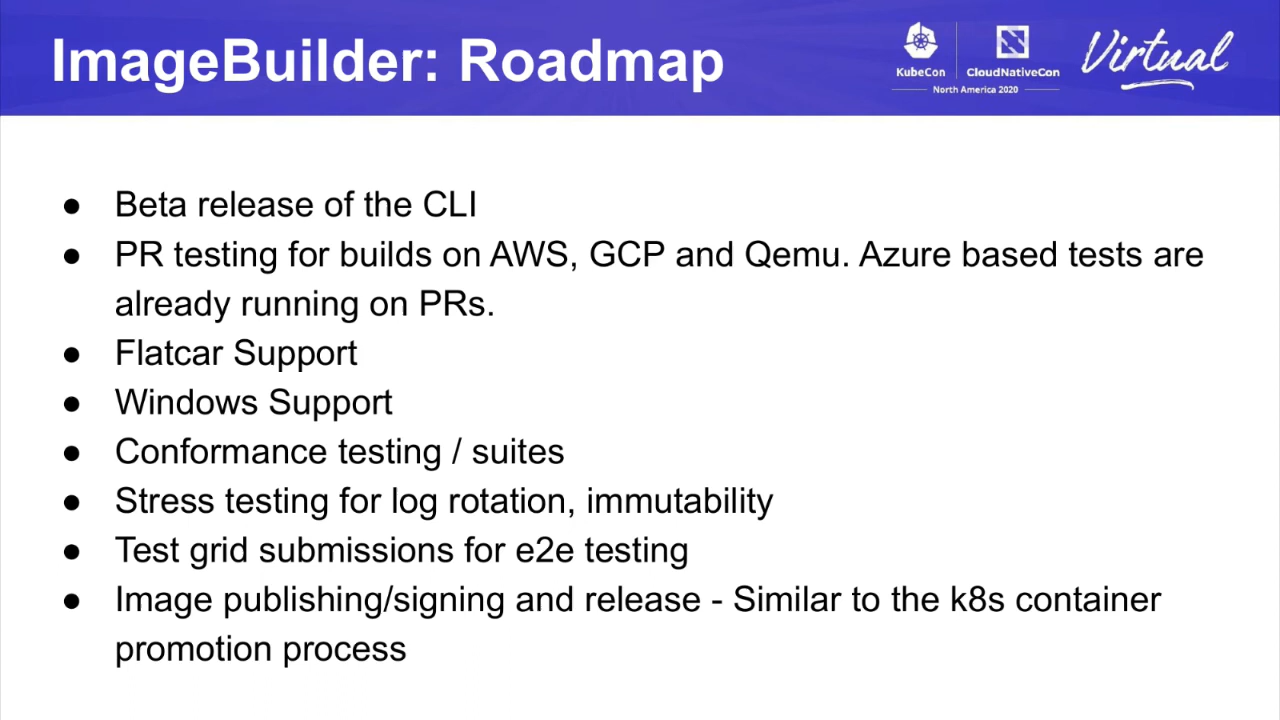 ImageBuilder: Roadmap
KubeCon
CloudNativeCon
North America 2020
Virtual
● Beta release of the CLI
● PR testing for builds on AWS, GCP and Qemu. Azure based tests are
already running on PRs.
● Flatcar Support
● Windows Support
● Conformance testing / suites
● Stress testing for log rotation, immutability
● Test grid submissions for e2e testing
● Image publishing/signing and release - Similar to the k8s container
promotion process